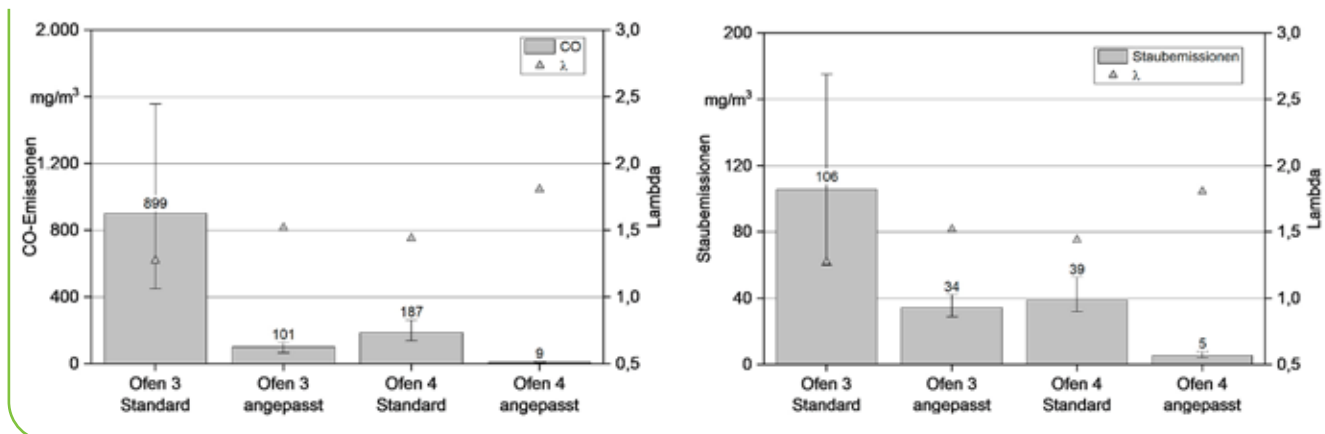 2.000
mg/m³
1.200
800
400
0
CO-Emissionen
3,0
2,5
2,0
1,5
1,0
0,5
Lambda
CO
λ
899
101
187
9
Ofen 3
Standard
Ofen 3
angepasst
Ofen 4
Standard
Ofen 4
angepasst
200
mg/m³
120
80
40
0
Staubemissionen
3,0
2,5
2,0
1,5
1,0
0,5
Lambda
Staubemissionen
λ
106
34
39
5
Ofen 3
Standard
Ofen 3
angepasst
Ofen 4
Standard
Ofen 4
angepasst